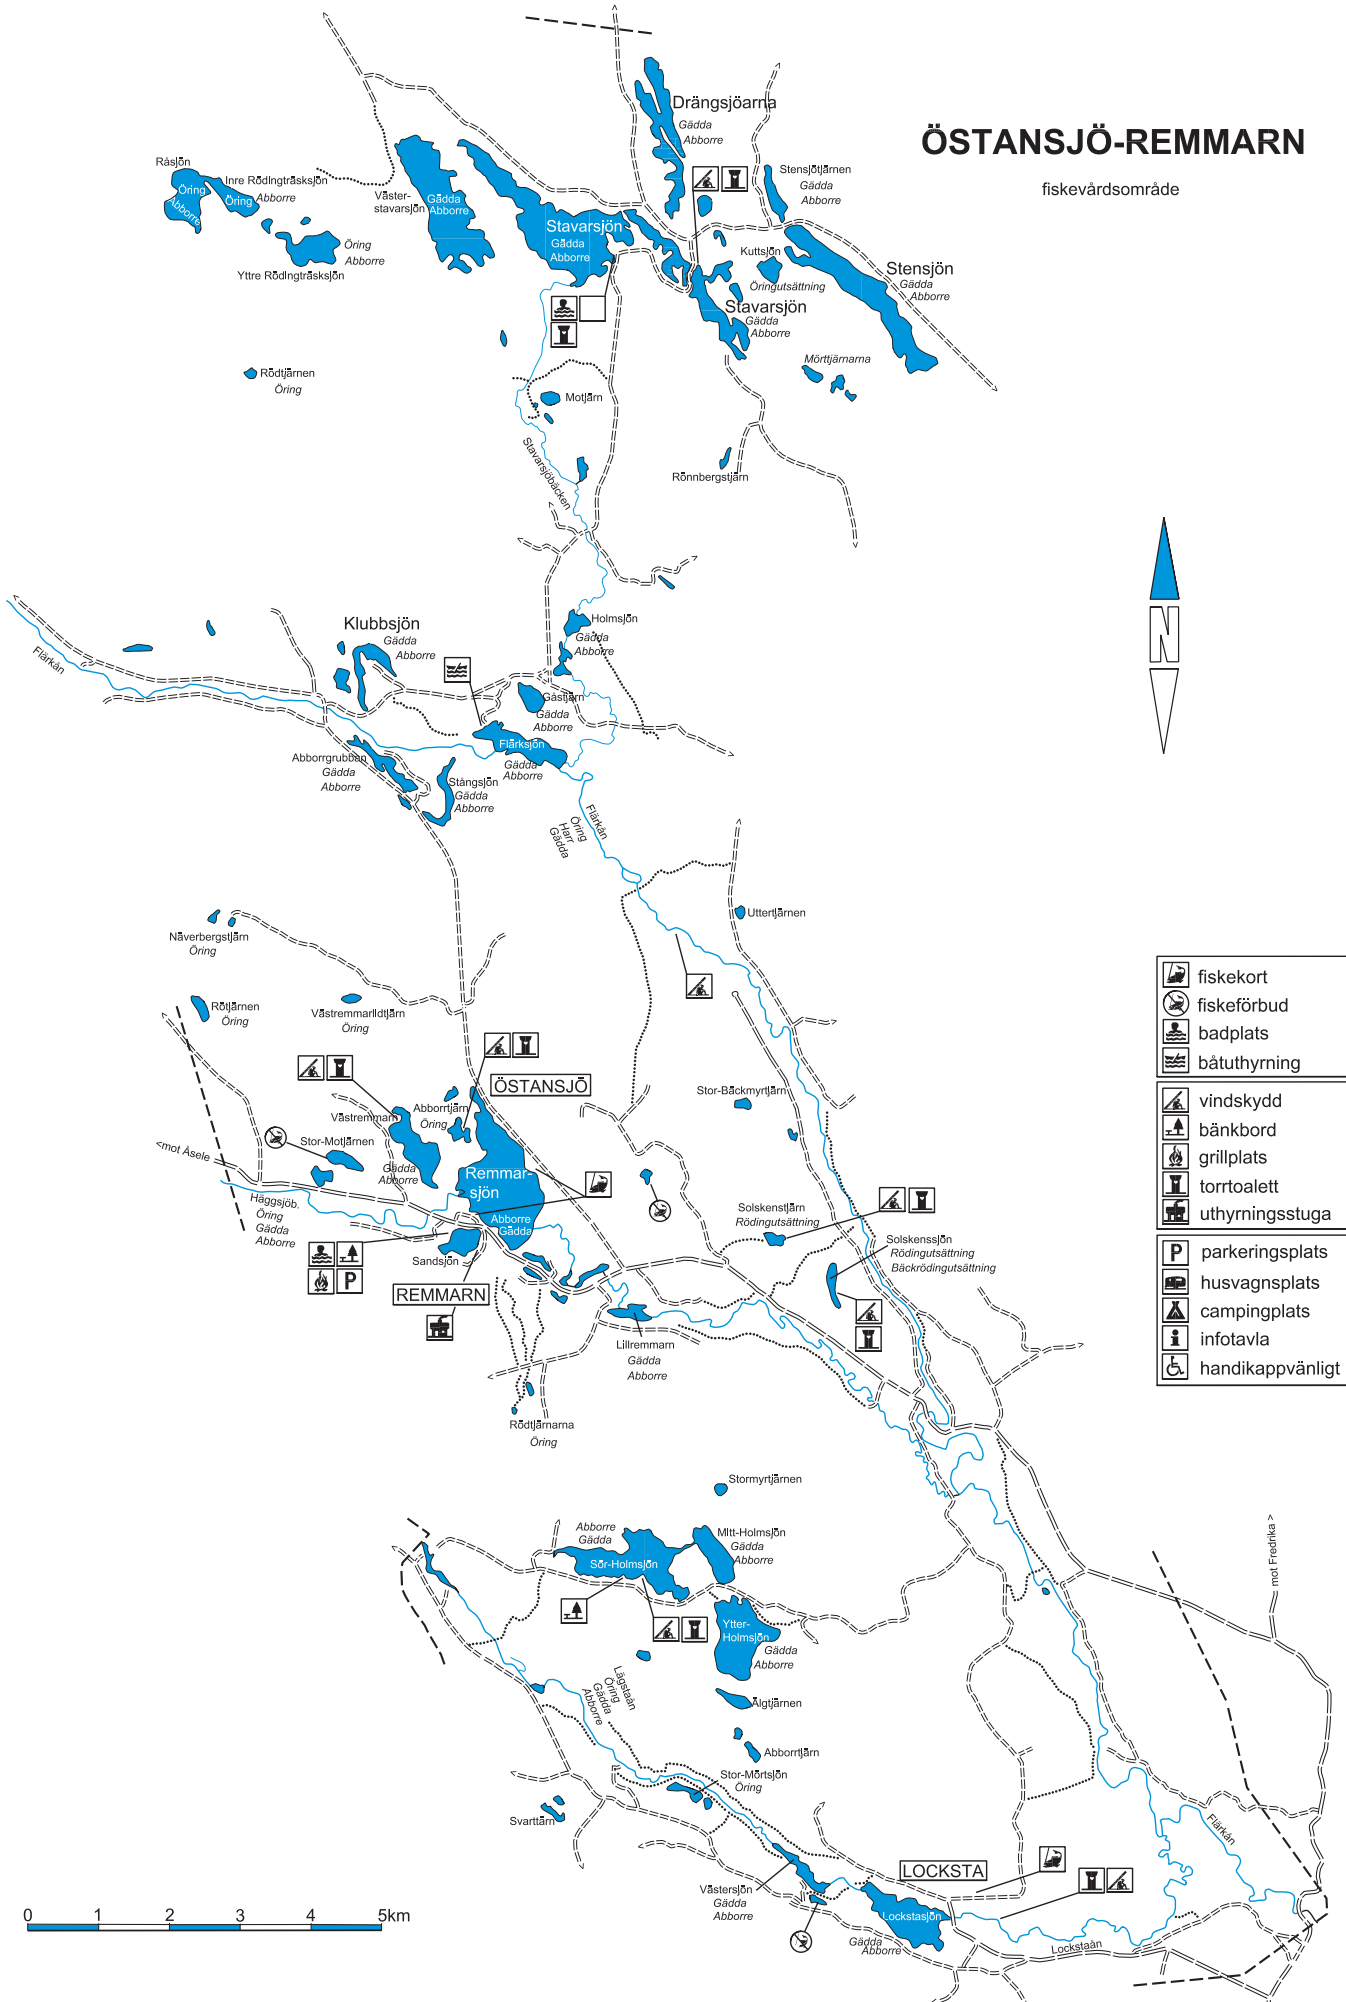 ÖSTANSJÖ-REMMARN
fiskevårdsområde
Drängsjöarna
Gädda
Abborre
Stensjötjärnen
Gädda
Abborre
Råsjön
Öring
Abborre
Inre Rödingträsksjön
Öring
Abborre
Öring
Abborre
Yttre Rödingträsksjön
Väster-
stavarsjön
Gädda
Abborre
Stavarsjön
Gädda
Abborre
Kuttsjön
Öringutsättning
Stensjön
Gädda
Abborre
Stavarsjön
Gädda
Abborre
Mörttjärnarna
Rödtjärnen
Öring
Motjärn
Stavarsjöbäcken
Rönnbergstjärn
Holmsjön
Gädda
Abborre
Klubbsjön
Gädda
Abborre
Flärkån
Gåstjärn
Gädda
Abborre
Flärksjön
Gädda
Abborre
Abborrgrubban
Gädda
Abborre
Stångsjön
Gädda
Abborre
Flärkån
Öring
Harr
Gädda
Uttertjärnen
Näverbergstjärn
Öring
Rötjärnen
Öring
Västremmarlidtjärn
Öring
ÖSTANSJÖ
Abborrtjärn
Öring
Västremmarn
Gädda
Abborre
Stor-Motjärnen
<mot Åsele
Häggsjöb.
Öring
Gädda
Abborre
Remmar-
sjön
Abborre
Gädda
Sandsjön
REMMARN
Stor-Bäckmyrtjärn
Solskenstjärn
Rödingutsättning
Solskenssjön
Rödingutsättning
Bäckrödingutsättning
Lillremmarn
Gädda
Abborre
Rödtjärnarna
Öring
fiskekort
fiskeförbud
badplats
båtuthyrning
vindskydd
bänkbord
grillplats
torrtoalett
uthyrningsstuga
P parkeringsplats
husvagnsplats
campingplats
i infotavla
handikappvänligt
P
N
Stormyrtjärnen
Abborre
Gädda
Sör-Holmsjön
Mitt-Holmsjön
Gädda
Abborre
Ytter-
Holmsjön
Gädda
Abborre
mot Fredrika >
Lägstaån
Öring
Gädda
Abborre
Älgtjärnen
Abborrtjärn
Stor-Mörtsjön
Öring
Svarttärn
Västersjön
Gädda
Abborre
LOCKSTA
Lockstasjön
Gädda
Abborre
Lockstaån
Flärkån
0 1 2 3 4 5km